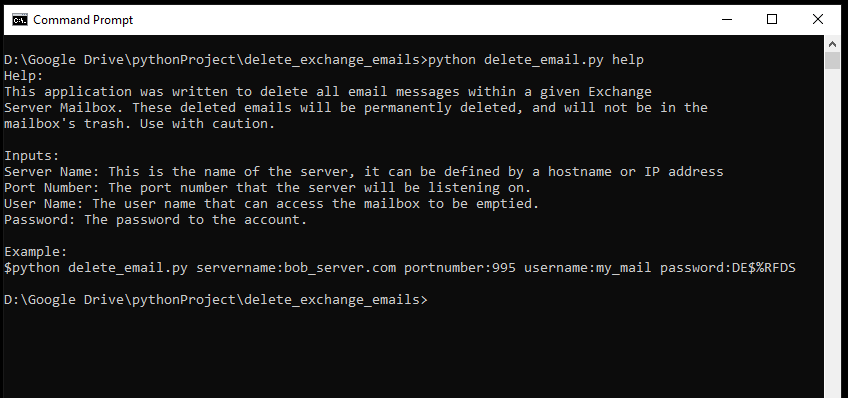 Command Prompt
D:\Google Drive\pythonProject\delete_exchange_emails>python delete_email.py help
Help:
This application was written to delete all email messages within a given Exchange
Server Mailbox. These deleted emails will be permanently deleted, and will not be in the
mailbox's trash. Use with caution.
Inputs:
Server Name: This is the name of the server, it can be defined by a hostname or IP address
Port Number: The port number that the server will be listening on.
User Name: The user name that can access the mailbox to be emptied.
Password: The password to the account.
Example:
$python delete_email.py servername:bob_server.com portnumber:995 username:my_mail password:DE$%RFDS
D:\Google Drive\pythonProject\delete_exchange_emails>